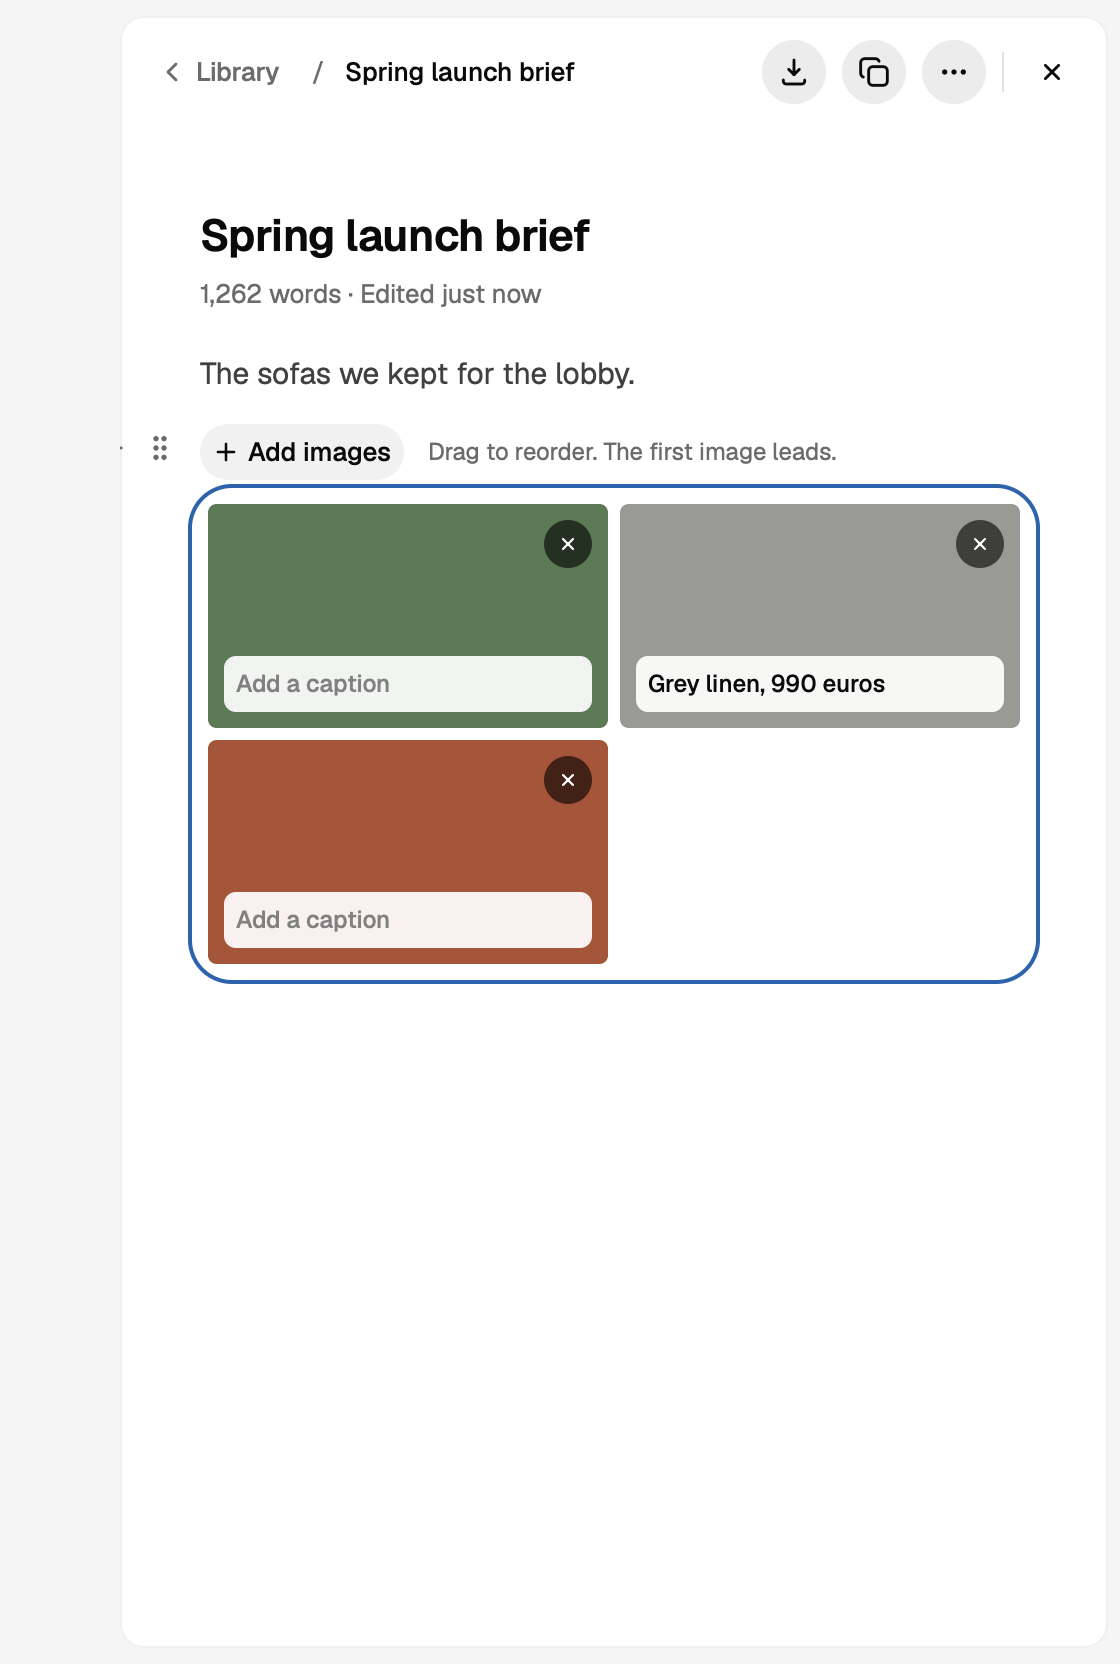 Library / Spring launch brief
Spring launch brief
1,262 words · Edited just now
The sofas we kept for the lobby.
Add images Drag to reorder. The first image leads.
Add a caption
Grey linen, 990 euros
Add a caption